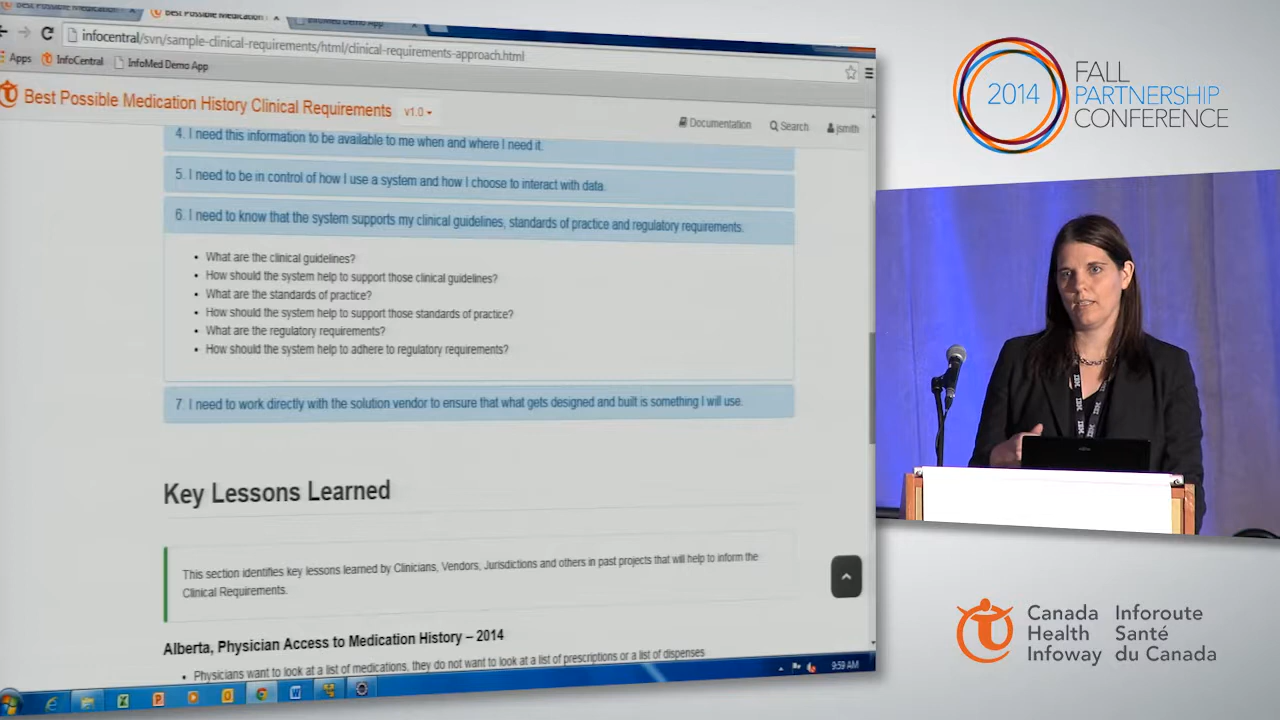 Best Possible Medication
Best Possible Medication
InfoMed Demo App
infocentral/svn/sample-clinical-requirements/html/clinical-requirements-approach.html
Apps InfoCentral InfoMed Demo App
Best Possible Medication History Clinical Requirements v1.0
Documentation Search jsmith
4. I need this information to be available to me when and where I need it.
5. I need to be in control of how I use a system and how I choose to interact with data.
6. I need to know that the system supports my clinical guidelines, standards of practice and regulatory requirements.
• What are the clinical guidelines?
• How should the system help to support those clinical guidelines?
• What are the standards of practice?
• How should the system help to support those standards of practice?
• What are the regulatory requirements?
• How should the system help to adhere to regulatory requirements?
7. I need to work directly with the solution vendor to ensure that what gets designed and built is something I will use.
Key Lessons Learned
This section identifies key lessons learned by Clinicians, Vendors, Jurisdictions and others in past projects that will help to inform the
Clinical Requirements.
Alberta, Physician Access to Medication History – 2014
• Physicians want to look at a list of medications, they do not want to look at a list of prescriptions or a list of dispenses
9:59 AM
2014
FALL
PARTNERSHIP
CONFERENCE
Canada
Health
Infoway
Inforoute
Santé
du Canada